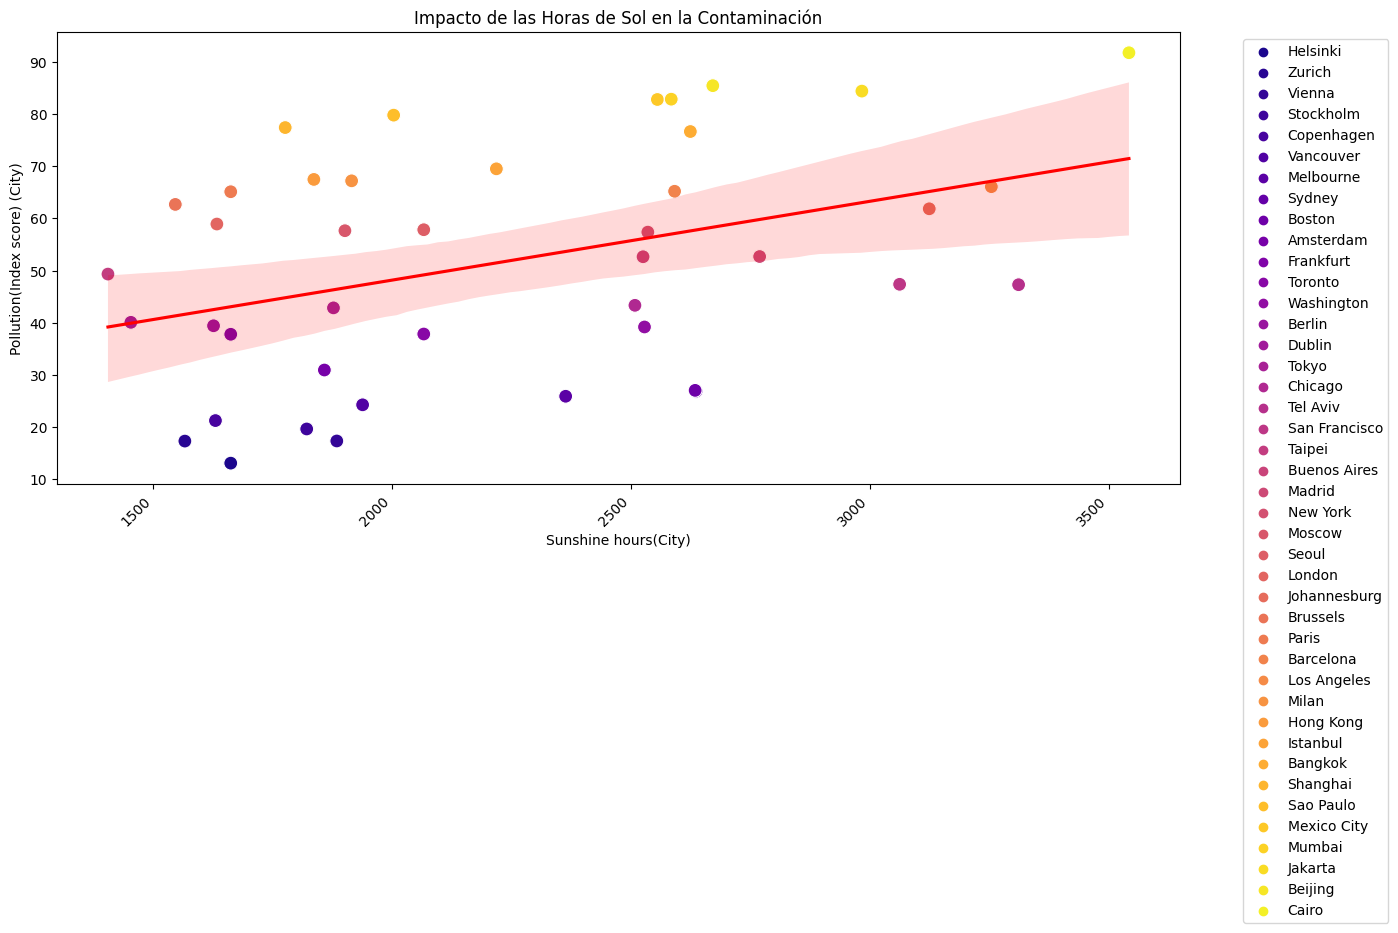 Impacto de las Horas de Sol en la Contaminación
Pollution(Index score) (City)
90
80
70
60
50
40
30
20
10
1500
2000
2500
3000
3500
Sunshine hours(City)
Helsinki
Zurich
Vienna
Stockholm
Copenhagen
Vancouver
Melbourne
Sydney
Boston
Amsterdam
Frankfurt
Toronto
Washington
Berlin
Dublin
Tokyo
Chicago
Tel Aviv
San Francisco
Taipei
Buenos Aires
Madrid
New York
Moscow
Seoul
London
Johannesburg
Brussels
Paris
Barcelona
Los Angeles
Milan
Hong Kong
Istanbul
Bangkok
Shanghai
Sao Paulo
Mexico City
Mumbai
Jakarta
Beijing
Cairo